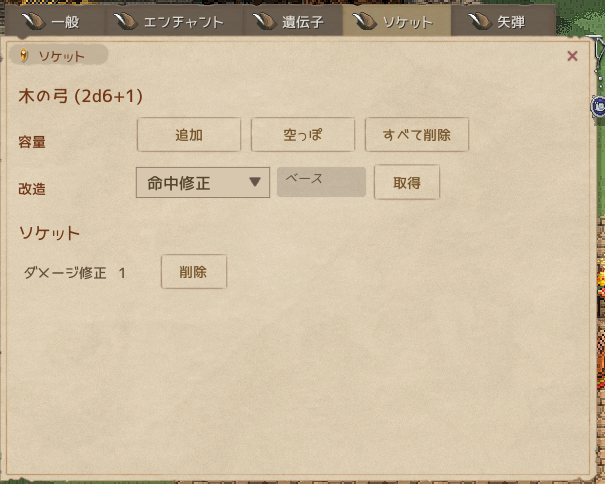 一般 エンチャント 遺伝子 ソケット 矢弾
ソケット
木の弓 (2d6+1)
容量 追加 空っぽ すべて削除
改造 命中修正 ベース 取得
ソケット
ダメージ修正 1 削除